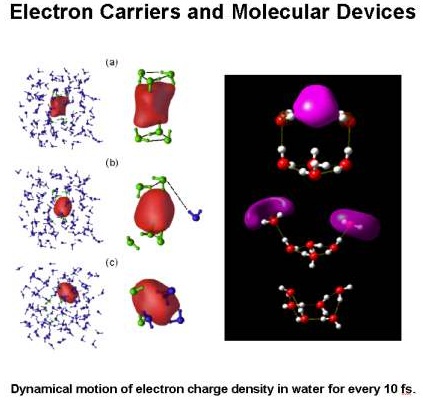 Electron Carriers and Molecular Devices
(a)
(b)
(c)
Dynamical motion of electron charge density in water for every 10 fs.